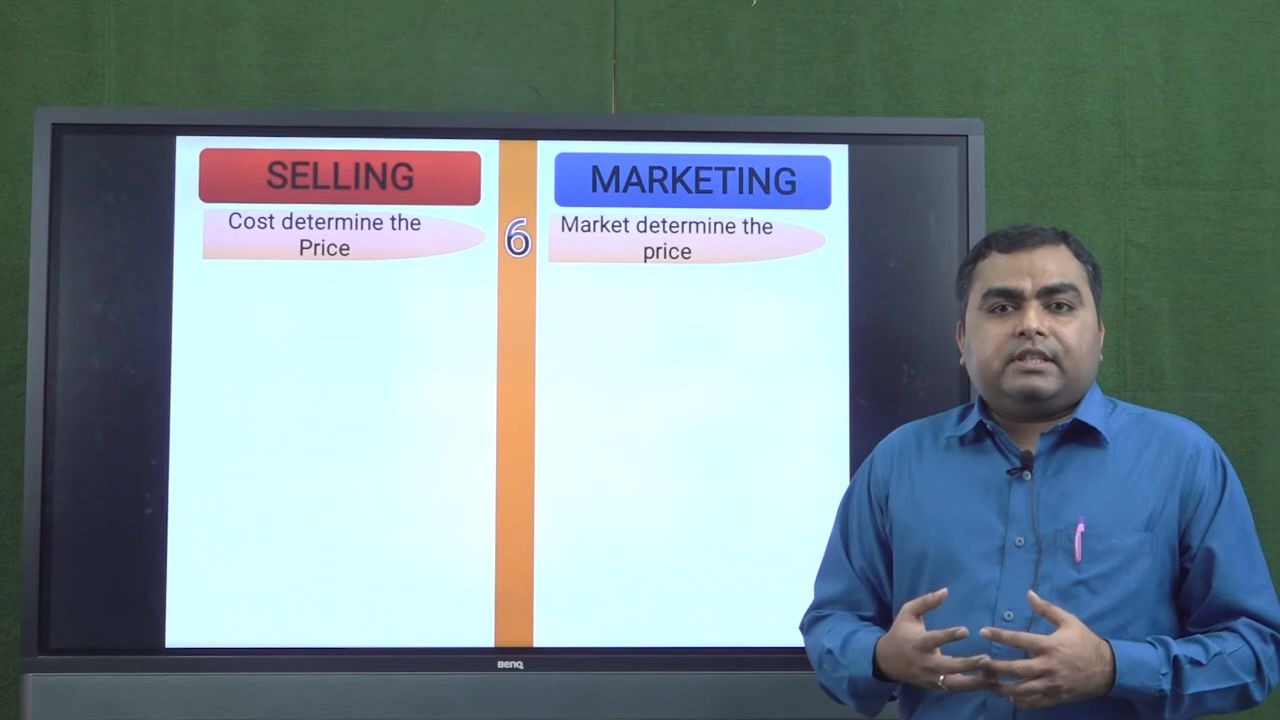 SELLING
MARKETING
Cost determine the
Price
6
Market determine the
price
BenQ